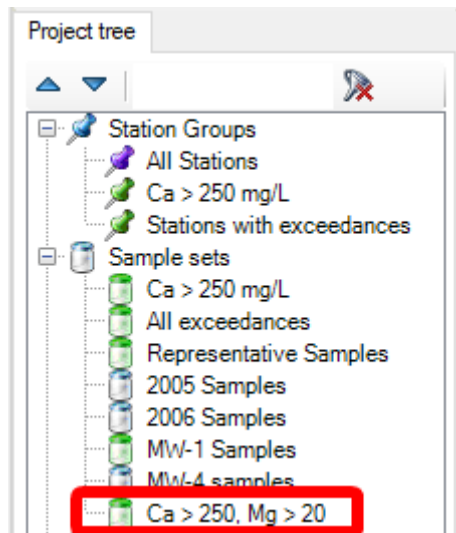 Project tree
Station Groups
All Stations
Ca > 250 mg/L
Stations with exceedances
Sample sets
Ca > 250 mg/L
All exceedances
Representative Samples
2005 Samples
2006 Samples
MW-1 Samples
MW-4 samples
Ca > 250, Mg > 20